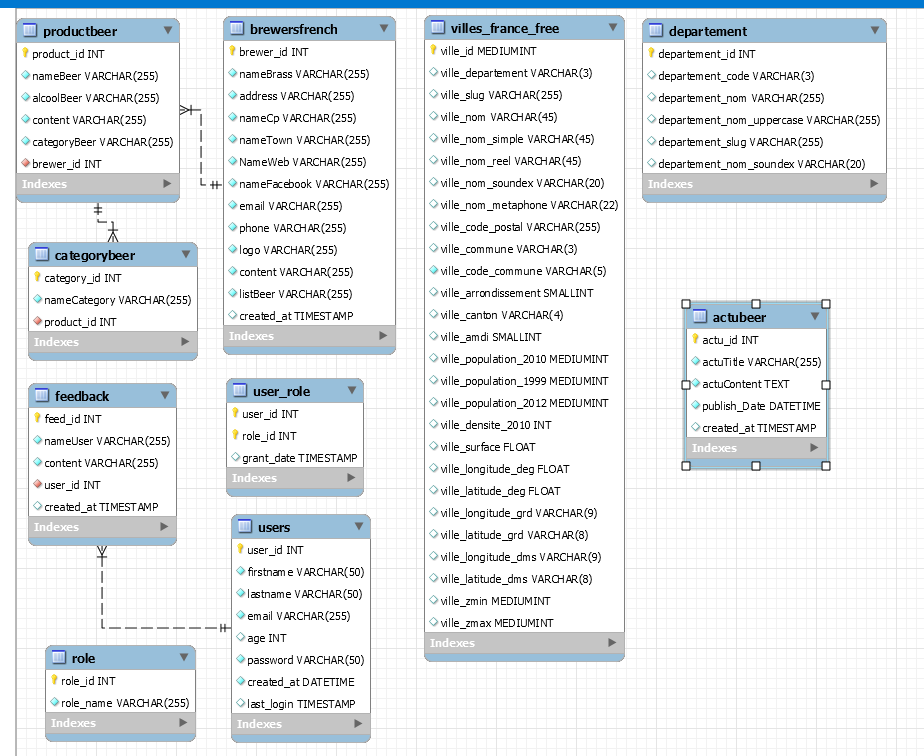 productbeer
product_id INT
nameBeer VARCHAR(255)
alcoolBeer VARCHAR(255)
content VARCHAR(255)
categoryBeer VARCHAR(255)
brewer_id INT
Indexes
brewersfrench
brewer_id INT
nameBrass VARCHAR(255)
address VARCHAR(255)
nameCp VARCHAR(255)
nameTown VARCHAR(255)
NameWeb VARCHAR(255)
nameFacebook VARCHAR(255)
email VARCHAR(255)
phone VARCHAR(255)
logo VARCHAR(255)
content VARCHAR(255)
listBeer VARCHAR(255)
created_at TIMESTAMP
Indexes
villes_france_free
ville_id MEDIUMINT
ville_departement VARCHAR(3)
ville_slug VARCHAR(255)
ville_nom VARCHAR(45)
ville_nom_simple VARCHAR(45)
ville_nom_reel VARCHAR(45)
ville_nom_soundex VARCHAR(20)
ville_nom_metaphone VARCHAR(22)
ville_code_postal VARCHAR(255)
ville_commune VARCHAR(3)
ville_code_commune VARCHAR(5)
ville_arrondissement SMALLINT
ville_canton VARCHAR(4)
ville_amdi SMALLINT
ville_population_2010 MEDIUMINT
ville_population_1999 MEDIUMINT
ville_population_2012 MEDIUMINT
ville_densite_2010 INT
ville_surface FLOAT
ville_longitude_deg FLOAT
ville_latitude_deg FLOAT
ville_longitude_grd VARCHAR(9)
ville_latitude_grd VARCHAR(8)
ville_longitude_dms VARCHAR(9)
ville_latitude_dms VARCHAR(8)
ville_zmin MEDIUMINT
ville_zmax MEDIUMINT
Indexes
departement
departement_id INT
departement_code VARCHAR(3)
departement_nom VARCHAR(255)
departement_nom_uppercase VARCHAR(255)
departement_slug VARCHAR(255)
departement_nom_soundex VARCHAR(20)
Indexes
categorybeer
category_id INT
nameCategory VARCHAR(255)
product_id INT
Indexes
actubeer
actu_id INT
actuTitle VARCHAR(255)
actuContent TEXT
publish_Date DATETIME
created_at TIMESTAMP
Indexes
feedback
feed_id INT
nameUser VARCHAR(255)
content VARCHAR(255)
user_id INT
created_at TIMESTAMP
Indexes
user_role
user_id INT
role_id INT
grant_date TIMESTAMP
Indexes
users
user_id INT
firstname VARCHAR(50)
lastname VARCHAR(50)
email VARCHAR(255)
age INT
password VARCHAR(50)
created_at DATETIME
last_login TIMESTAMP
Indexes
role
role_id INT
role_name VARCHAR(255)
Indexes